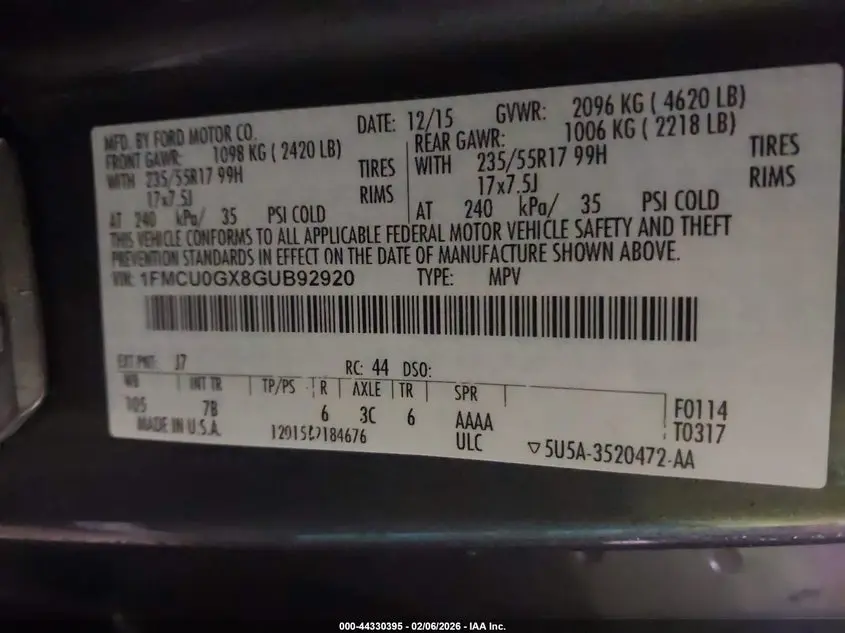 MFD. BY FORD MOTOR CO.
DATE: 12/15 GVWR: 2096 KG ( 4620 LB)
FRONT GAWR: 1098 KG ( 2420 LB)
WITH 235/55R17 99H TIRES
17x7.5J RIMS
AT 240 kPa/ 35 PSI COLD
REAR GAWR: 1006 KG ( 2218 LB)
WITH 235/55R17 99H TIRES
17x7.5J RIMS
AT 240 kPa/ 35 PSI COLD
THIS VEHICLE CONFORMS TO ALL APPLICABLE FEDERAL MOTOR VEHICLE SAFETY AND THEFT
PREVENTION STANDARDS IN EFFECT ON THE DATE OF MANUFACTURE SHOWN ABOVE.
VIN: 1FMCU0GX8GUB92920 TYPE: MPV
EXT PNT: J7 RC: 44 DSO:
WB INT TR TP/PS R AXLE TR SPR
105 7B 6 3C 6 AAAA
F0114
T0317
MADE IN U.S.A. ULC
▽5U5A-3520472-AA
000-44330395 - 02/06/2026 - IAA Inc.